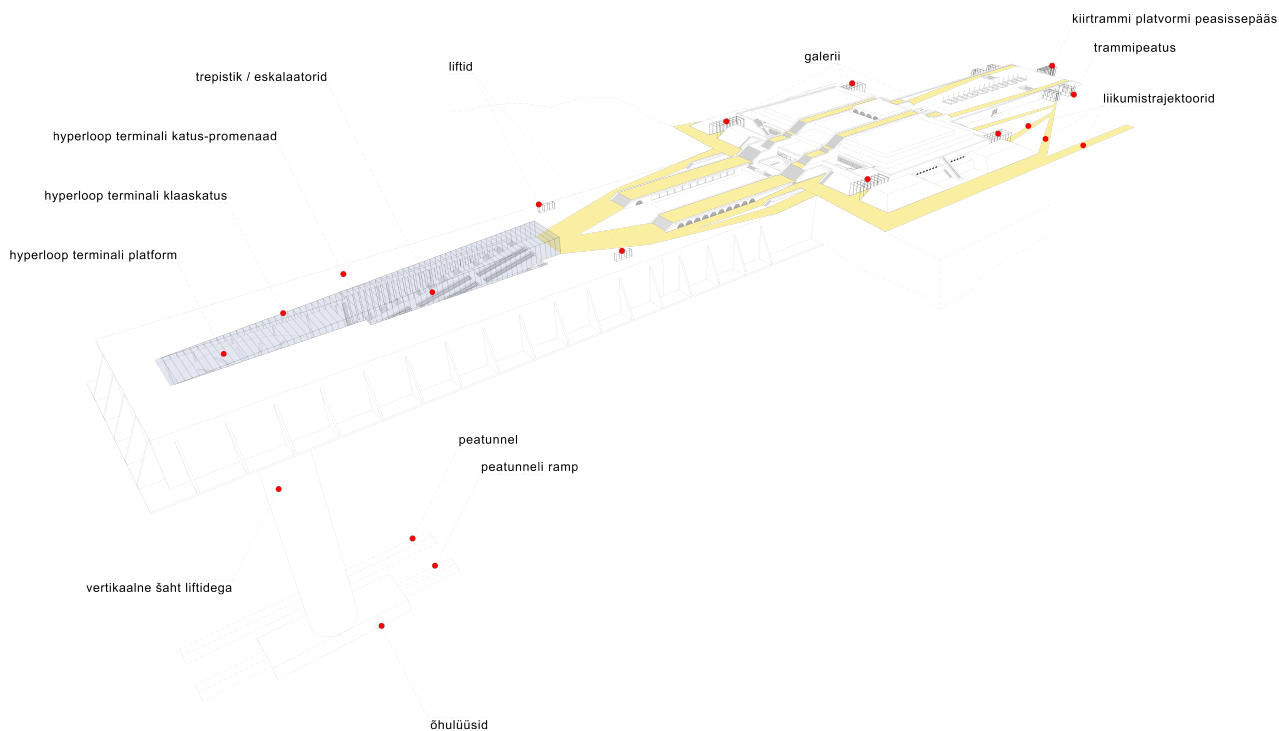 kiirtrammi platvormi peasissepääs
trammipeatus
galerii
liftid
trepistik / eskalaatorid
liikumistrajektoorid
hyperloop terminali katus-promenaad
hyperloop terminali klaaskatus
hyperloop terminali platform
peatunnel
peatunneli ramp
vertikaalne šaht liftidega
õhulüüsid